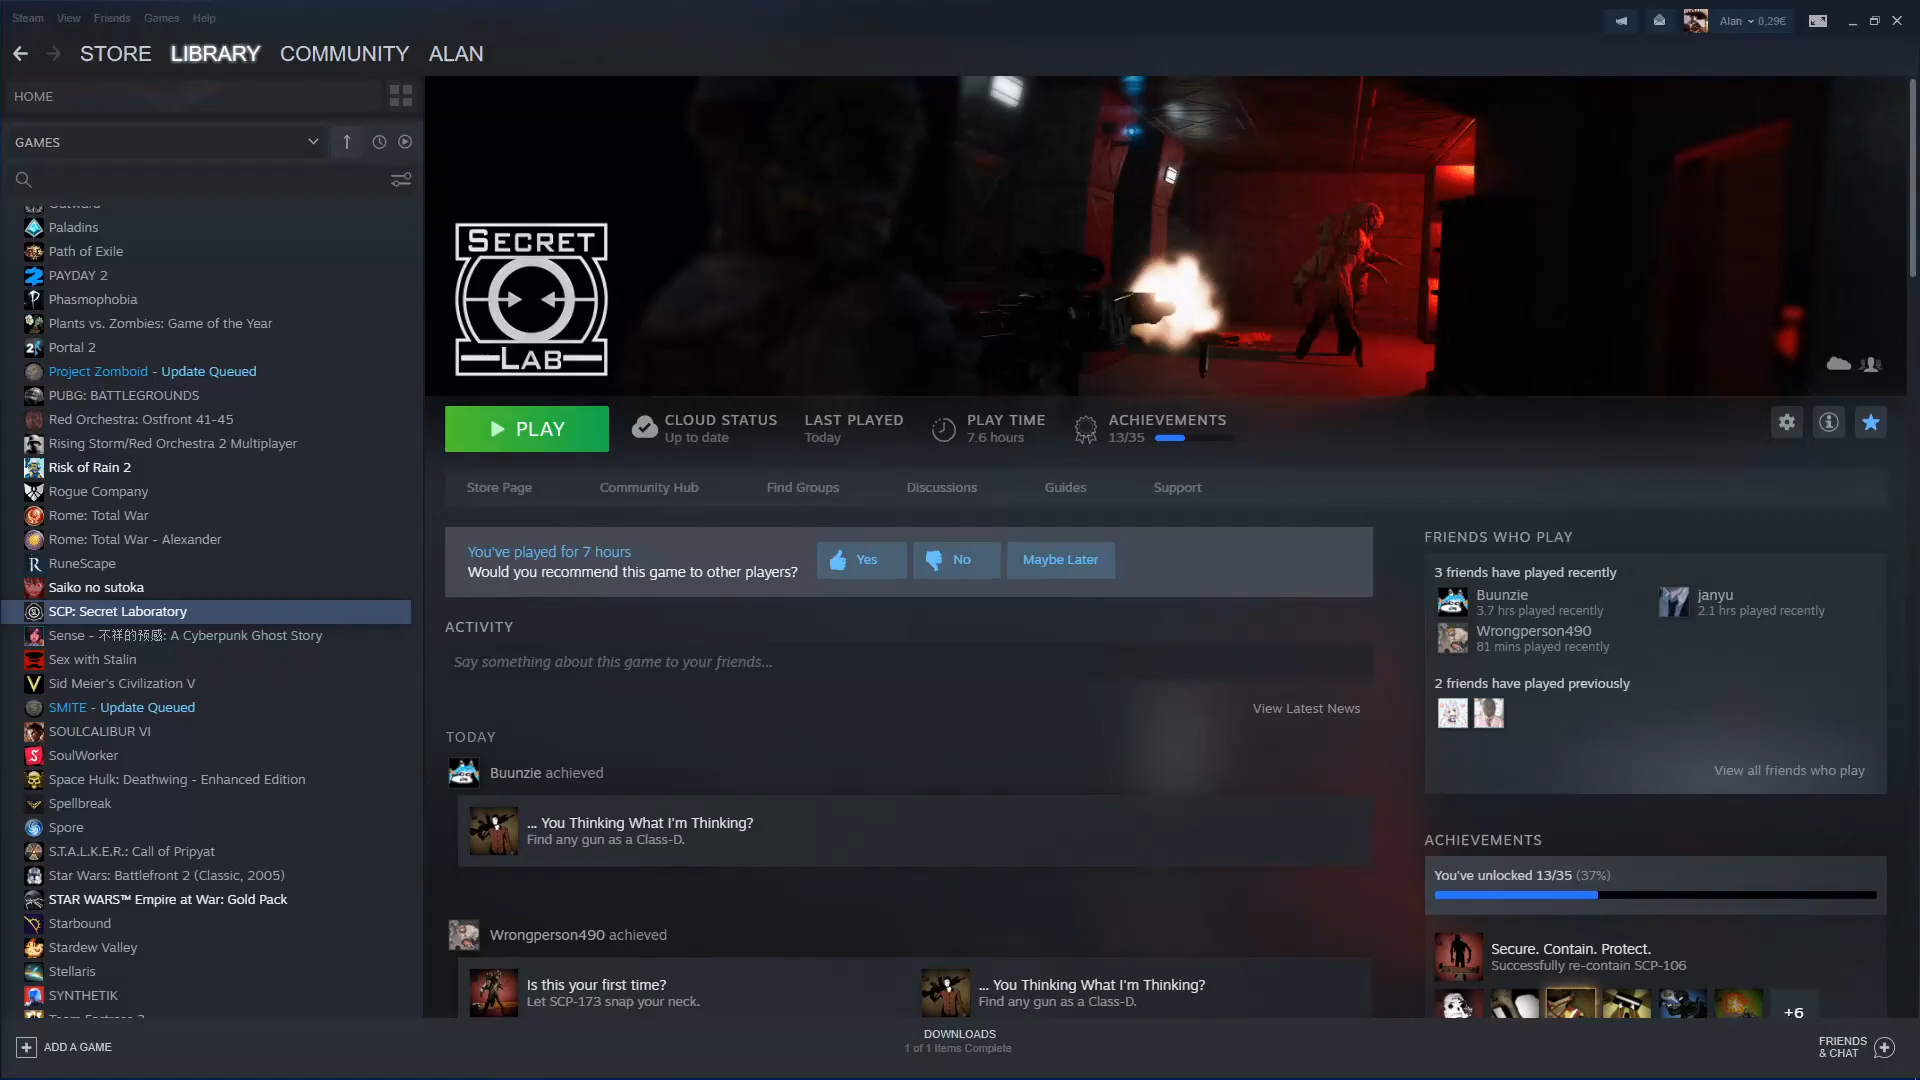 Steam View Friends Games Help
Alan 0,29€
STORE LIBRARY COMMUNITY ALAN
HOME
GAMES
Outward
Paladins
Path of Exile
PAYDAY 2
Phasmophobia
Plants vs. Zombies: Game of the Year
Portal 2
Project Zomboid - Update Queued
PUBG: BATTLEGROUNDS
Red Orchestra: Ostfront 41-45
Rising Storm/Red Orchestra 2 Multiplayer
Risk of Rain 2
Rogue Company
Rome: Total War
Rome: Total War - Alexander
RuneScape
Saiko no sutoka
SCP: Secret Laboratory
Sense - 不祥的预感: A Cyberpunk Ghost Story
Sex with Stalin
Sid Meier's Civilization V
SMITE - Update Queued
SOULCALIBUR VI
SoulWorker
Space Hulk: Deathwing - Enhanced Edition
Spellbreak
Spore
S.T.A.L.K.E.R.: Call of Pripyat
Star Wars: Battlefront 2 (Classic, 2005)
STAR WARS™ Empire at War: Gold Pack
Starbound
Stardew Valley
Stellaris
SYNTHETIK
Team Fortress 2
ADD A GAME
SECRET
LAB
PLAY
CLOUD STATUS
Up to date
LAST PLAYED
Today
PLAY TIME
7.6 hours
ACHIEVEMENTS
13/35
Store Page Community Hub Find Groups Discussions Guides Support
You've played for 7 hours
Would you recommend this game to other players?
Yes No Maybe Later
ACTIVITY
Say something about this game to your friends...
View Latest News
TODAY
Buunzie achieved
... You Thinking What I'm Thinking?
Find any gun as a Class-D.
Wrongperson490 achieved
Is this your first time?
Let SCP-173 snap your neck.
... You Thinking What I'm Thinking?
Find any gun as a Class-D.
FRIENDS WHO PLAY
3 friends have played recently
Buunzie
3.7 hrs played recently
janyu
2.1 hrs played recently
Wrongperson490
81 mins played recently
2 friends have played previously
View all friends who play
ACHIEVEMENTS
You've unlocked 13/35 (37%)
Secure. Contain. Protect.
Successfully re-contain SCP-106
+6
DOWNLOADS
1 of 1 Items Complete
FRIENDS
& CHAT